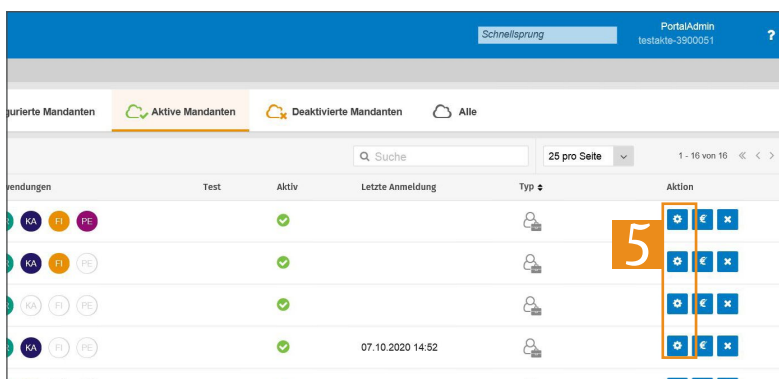 Schnellsprung
PortalAdmin
testakte-3900051
?
gurierte Mandanten
Aktive Mandanten
Deaktivierte Mandanten
Alle
Suche
25 pro Seite
1 - 16 von 16
wendungen Test Aktiv Letzte Anmeldung Typ Aktion
KA FI PE €
5
KA FI PE €
KA FI PE €
KA FI PE 07.10.2020 14:52 €